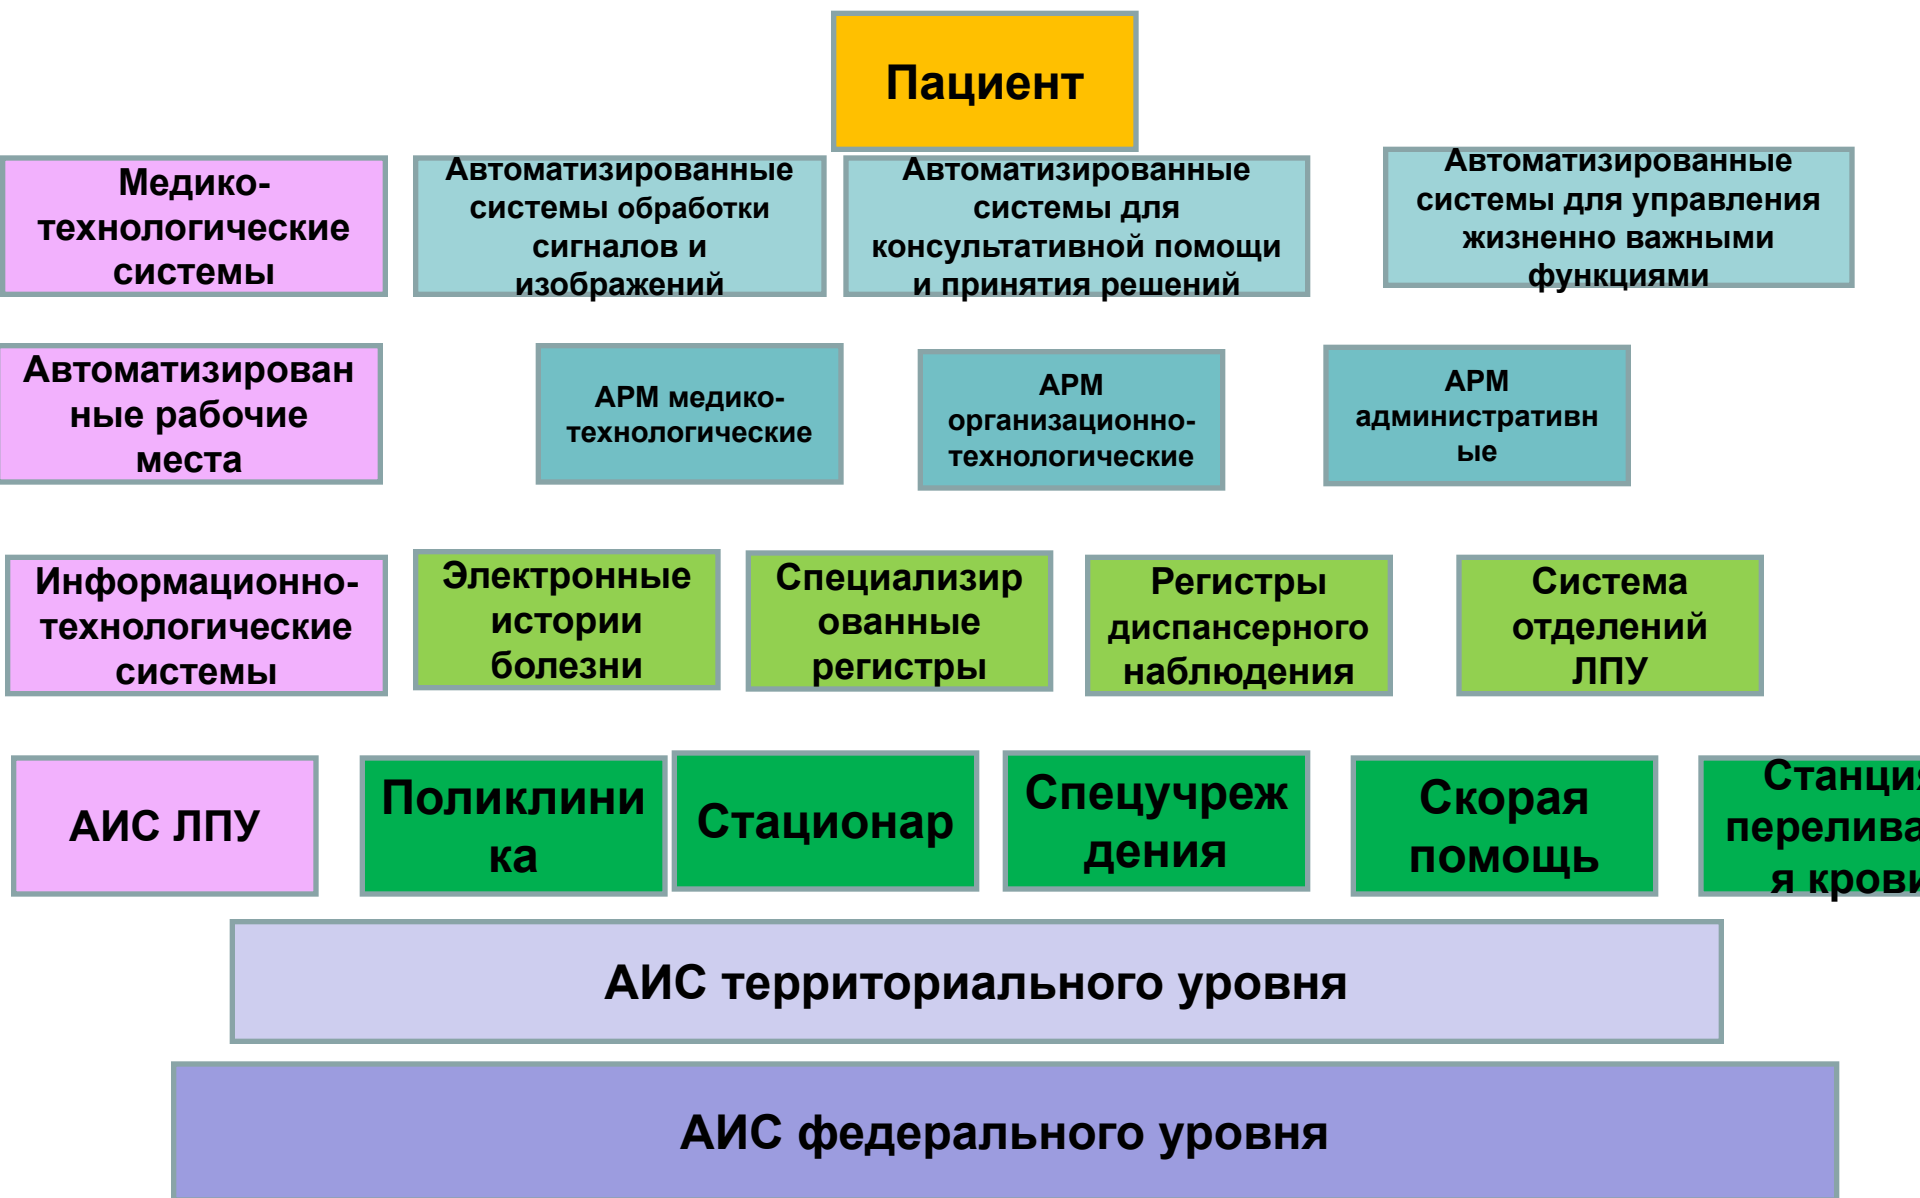 Пациент
Медико-
технологические
системы
Автоматизированные
системы обработки
сигналов и
изображений
Автоматизированные
системы для
консультативной помощи
и принятия решений
Автоматизированные
системы для управления
жизненно важными
функциями
Автоматизирован
ные рабочие
места
АРМ медико-
технологические
АРМ
организационно-
технологические
АРМ
административн
ые
Информационно-
технологические
системы
Электронные
истории
болезни
Специализир
ованные
регистры
Регистры
диспансерного
наблюдения
Система
отделений
ЛПУ
АИС ЛПУ
Поликлини
ка
Стационар
Спецучреж
дения
Скорая
помощь
Станция
перелива
я крови
АИС территориального уровня
АИС федерального уровня